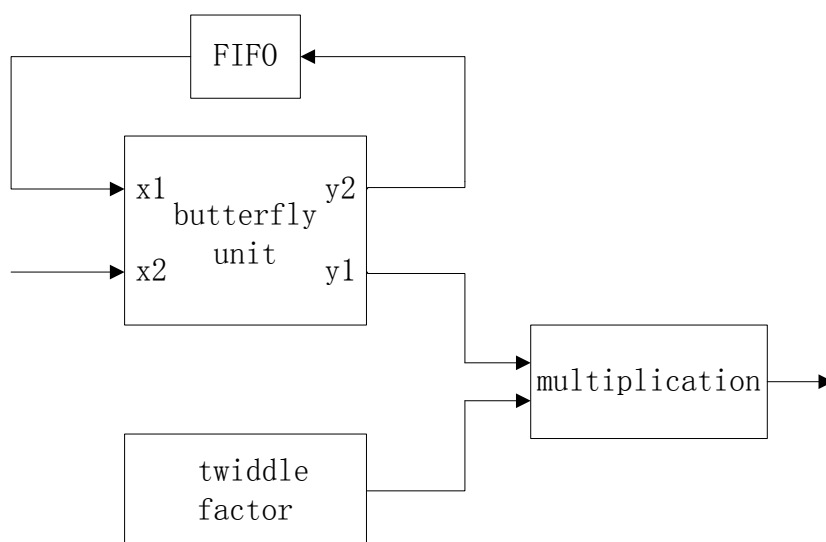 FIFO
x1
y2
butterfly
unit
x2
y1
multiplication
twiddle
factor